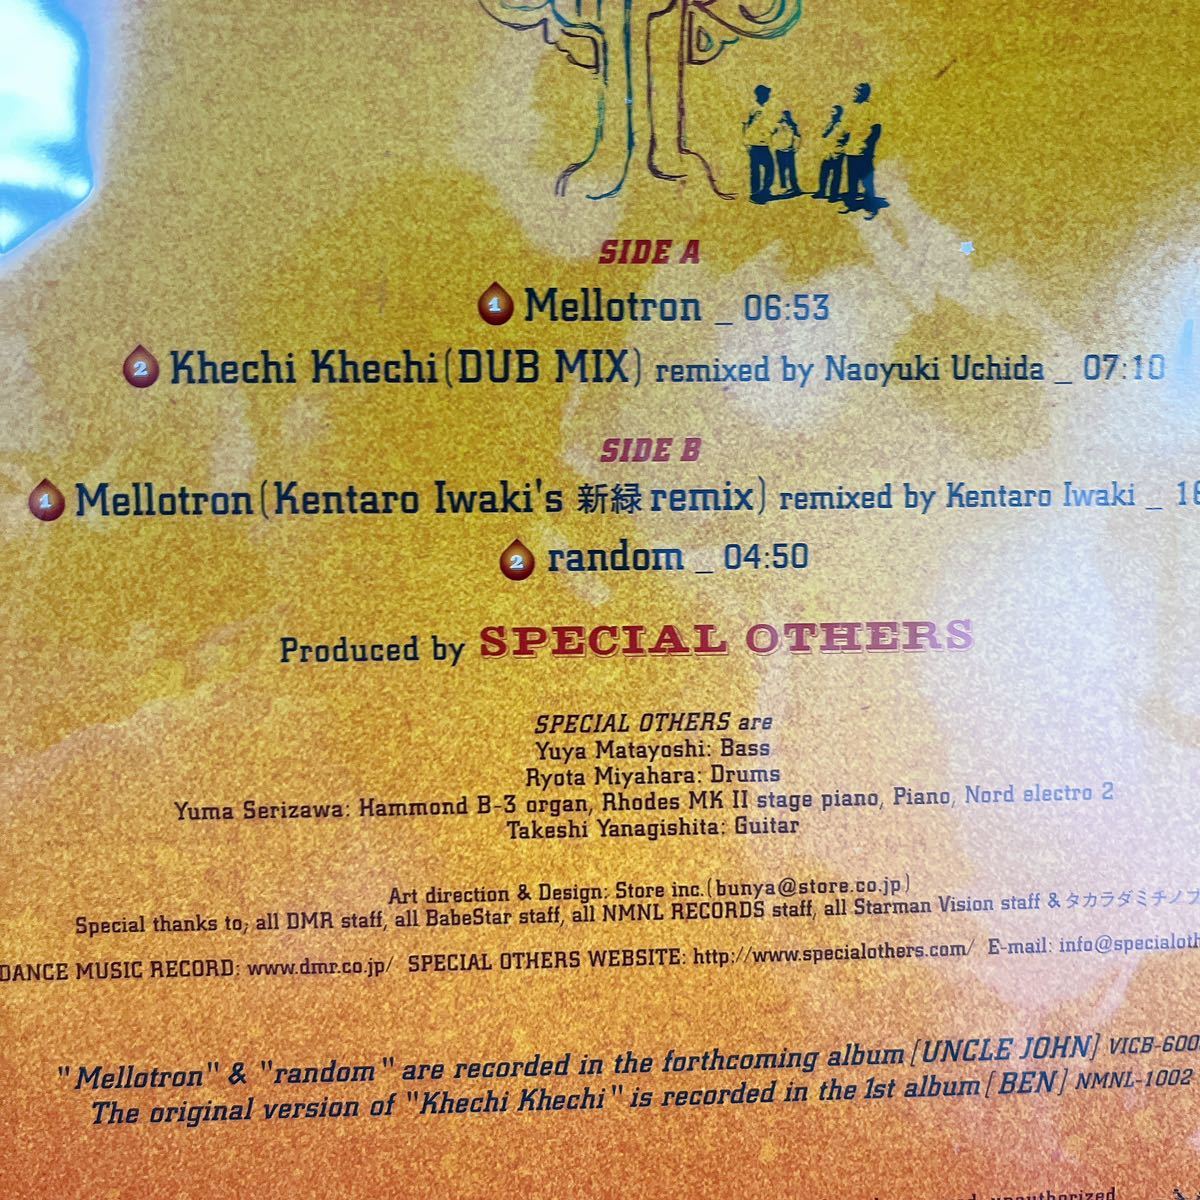 SIDE A
1 Mellotron _ 06:53
2 Khechi Khechi(DUB MIX) remixed by Naoyuki Uchida _ 07:10
SIDE B
1 Mellotron(Kentaro Iwaki's 新緑 remix) remixed by Kentaro Iwaki _
2 random _ 04:50
Produced by SPECIAL OTHERS
SPECIAL OTHERS are
Yuya Matayoshi: Bass
Ryota Miyahara: Drums
Yuma Serizawa: Hammond B-3 organ, Rhodes MK II stage piano, Piano, Nord electro 2
Takeshi Yanagishita: Guitar
Art direction & Design: Store inc.(bunya@store.co.jp)
Special thanks to; all DMR staff, all BabeStar staff, all NMNL RECORDS staff, all Starman Vision staff & タカラダミチノブ
DANCE MUSIC RECORD: www.dmr.co.jp/ SPECIAL OTHERS WEBSITE: http://www.specialothers.com/ E-mail: info@specialoth
"Mellotron" & "random" are recorded in the forthcoming album [UNCLE JOHN] VICB-600
The original version of "Khechi Khechi" is recorded in the 1st album [BEN] NMNL-1002
unauthorized